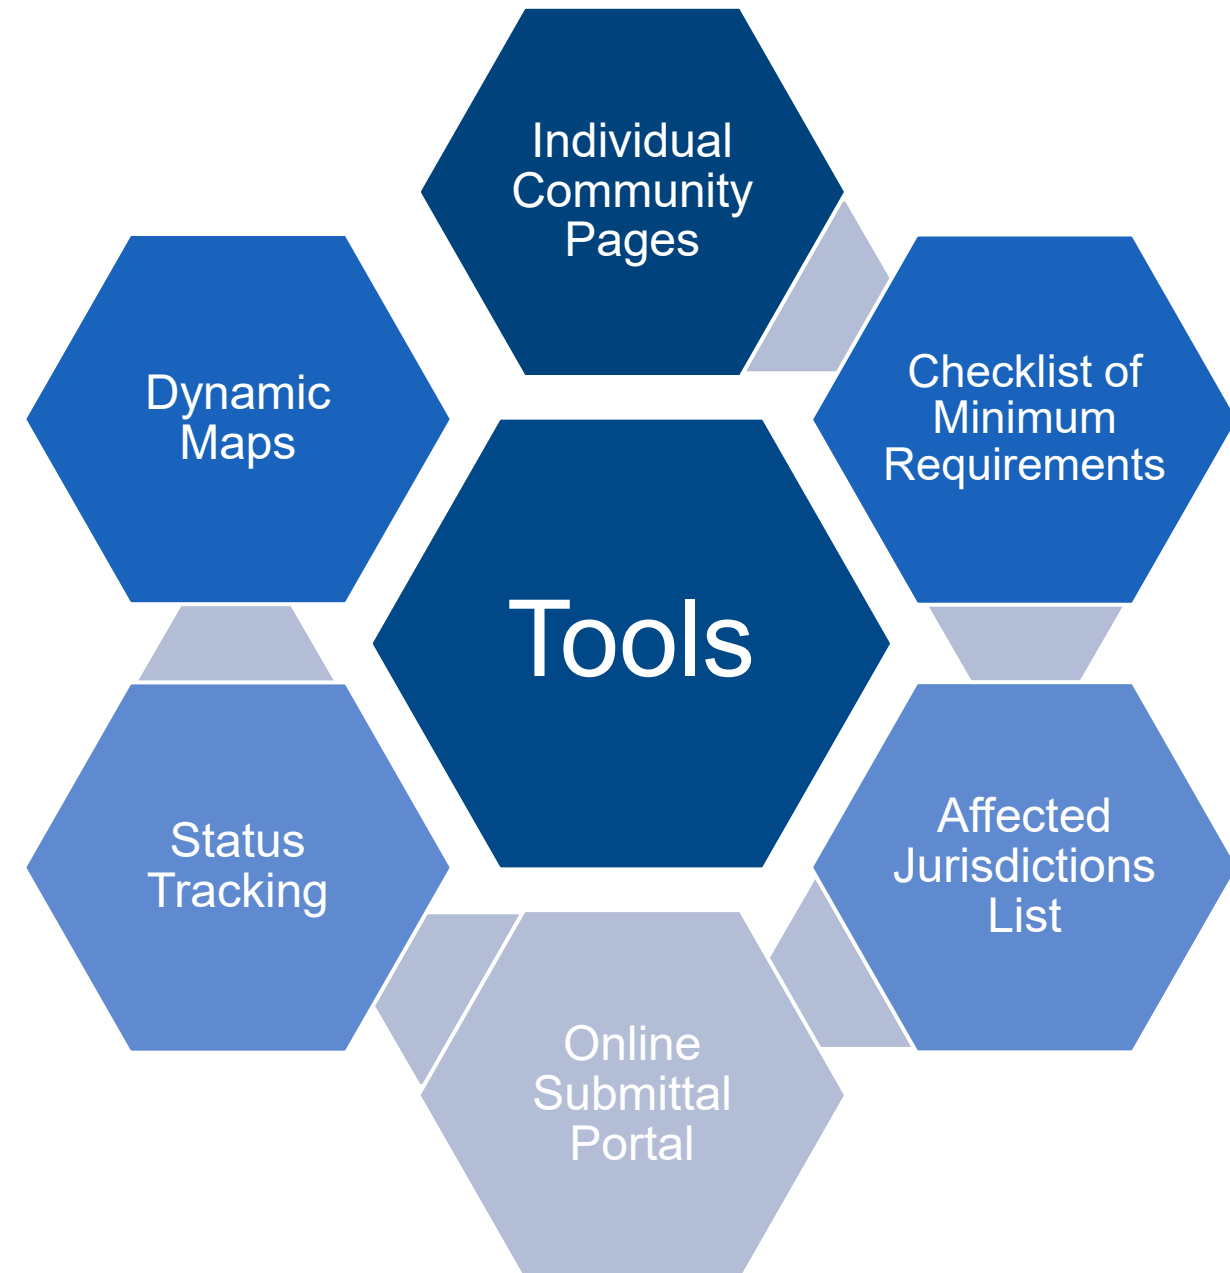 Individual
Community
Pages
Checklist of
Minimum
Requirements
Affected
Jurisdictions
List
Online
Submittal
Portal
Status
Tracking
Dynamic
Maps
Tools